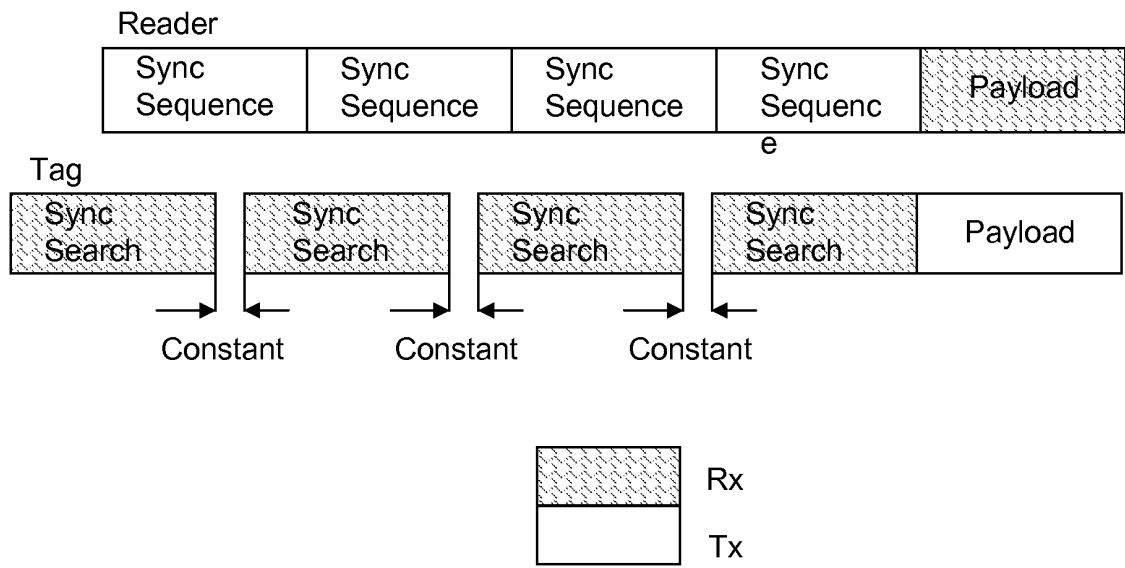 Reader
Sync Sync Sync Sync
Sequence Sequence Sequence Sequenc Payload
e
Tag
Sync Sync Sync Sync
Search Search Search Search Payload
Constant Constant Constant
Rx
Tx